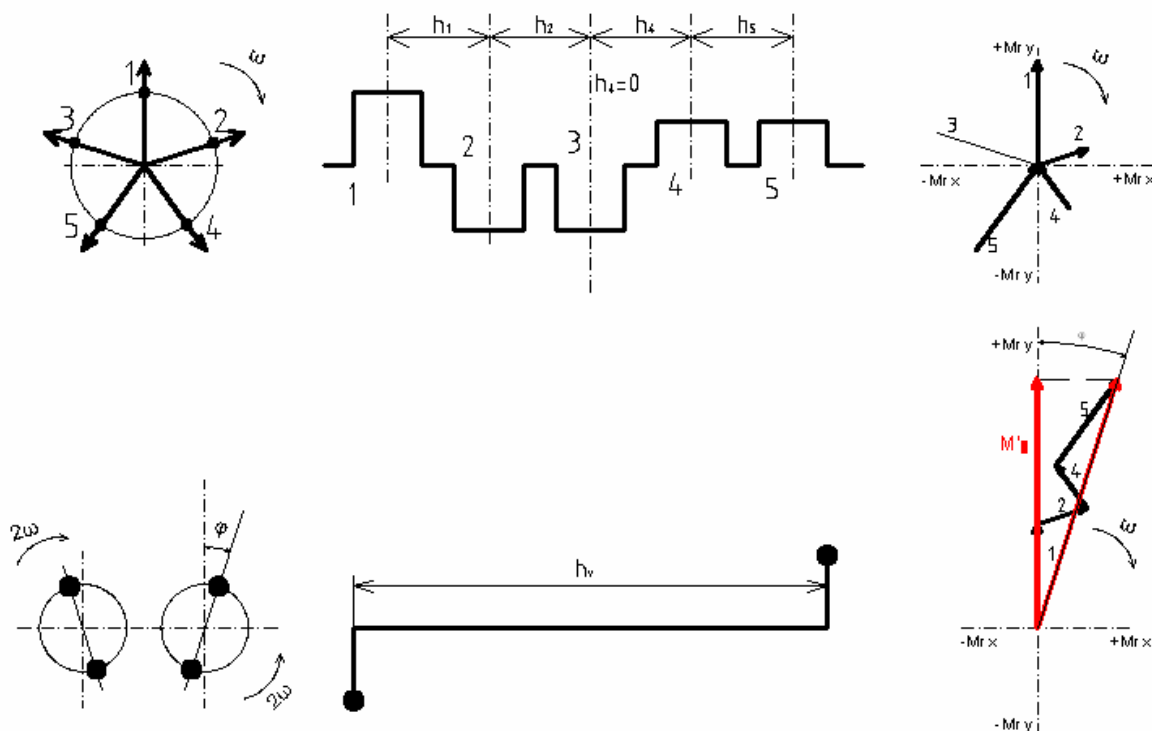 1
2
3
4
5
ω
h₁
h₂
h₄
h₅
h₄=0
1
2
3
4
5
+Mr y
ω
1
2
3
-Mr x
+Mr x
4
5
-Mr y
+Mr y
φ
M'
5
4
2
1
ω
-Mr x
+Mr x
-Mr y
2ω
φ
2ω
hᵥ